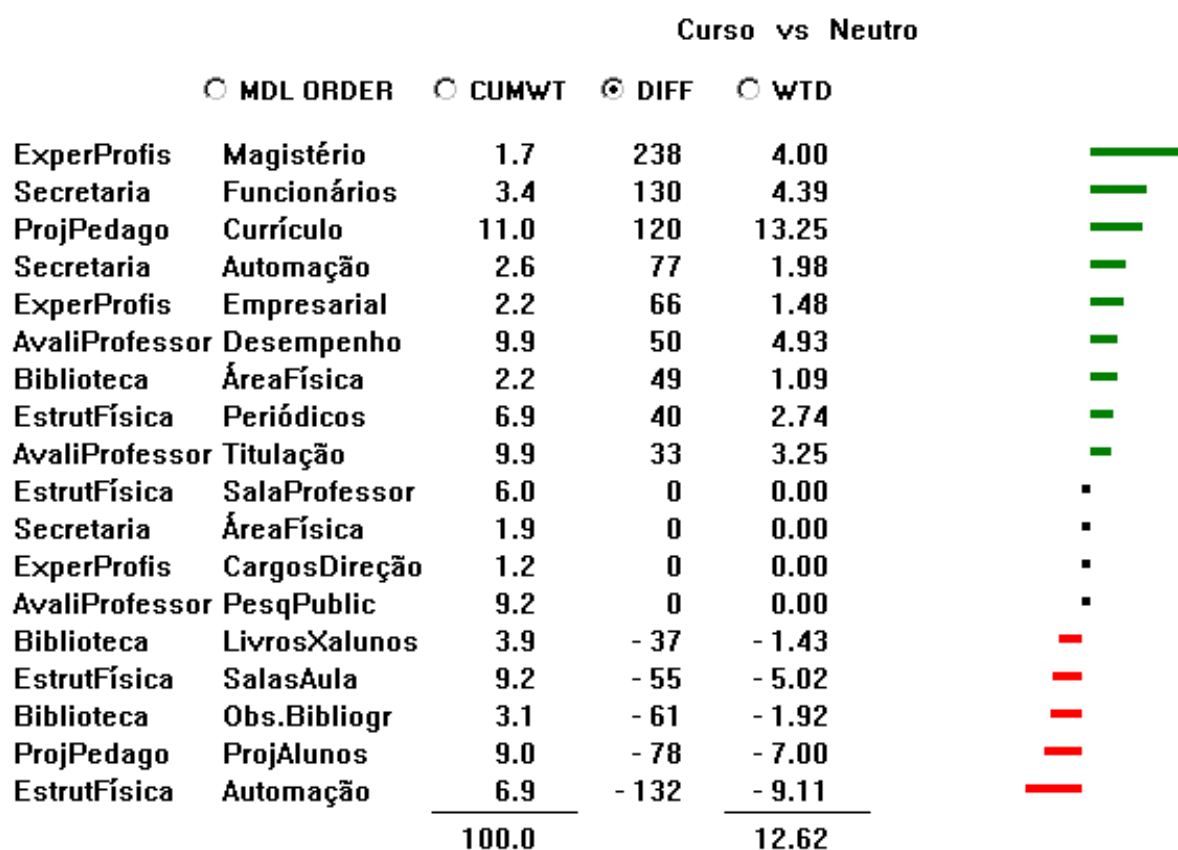 Curso vs Neutro
MDL ORDER CUMWT DIFF WTD
ExperProfis Magistério 1.7 238 4.00
Secretaria Funcionários 3.4 130 4.39
ProjPedago Currículo 11.0 120 13.25
Secretaria Automação 2.6 77 1.98
ExperProfis Empresarial 2.2 66 1.48
AvaliProfessor Desempenho 9.9 50 4.93
Biblioteca ÁreaFísica 2.2 49 1.09
EstrutFísica Periódicos 6.9 40 2.74
AvaliProfessor Titulação 9.9 33 3.25
EstrutFísica SalaProfessor 6.0 0 0.00
Secretaria ÁreaFísica 1.9 0 0.00
ExperProfis CargosDireção 1.2 0 0.00
AvaliProfessor PesqPublic 9.2 0 0.00
Biblioteca LivrosXalunos 3.9 - 37 - 1.43
EstrutFísica SalasAula 9.2 - 55 - 5.02
Biblioteca Obs.Bibliogr 3.1 - 61 - 1.92
ProjPedago ProjAlunos 9.0 - 78 - 7.00
EstrutFísica Automação 6.9 - 132 - 9.11
100.0 12.62